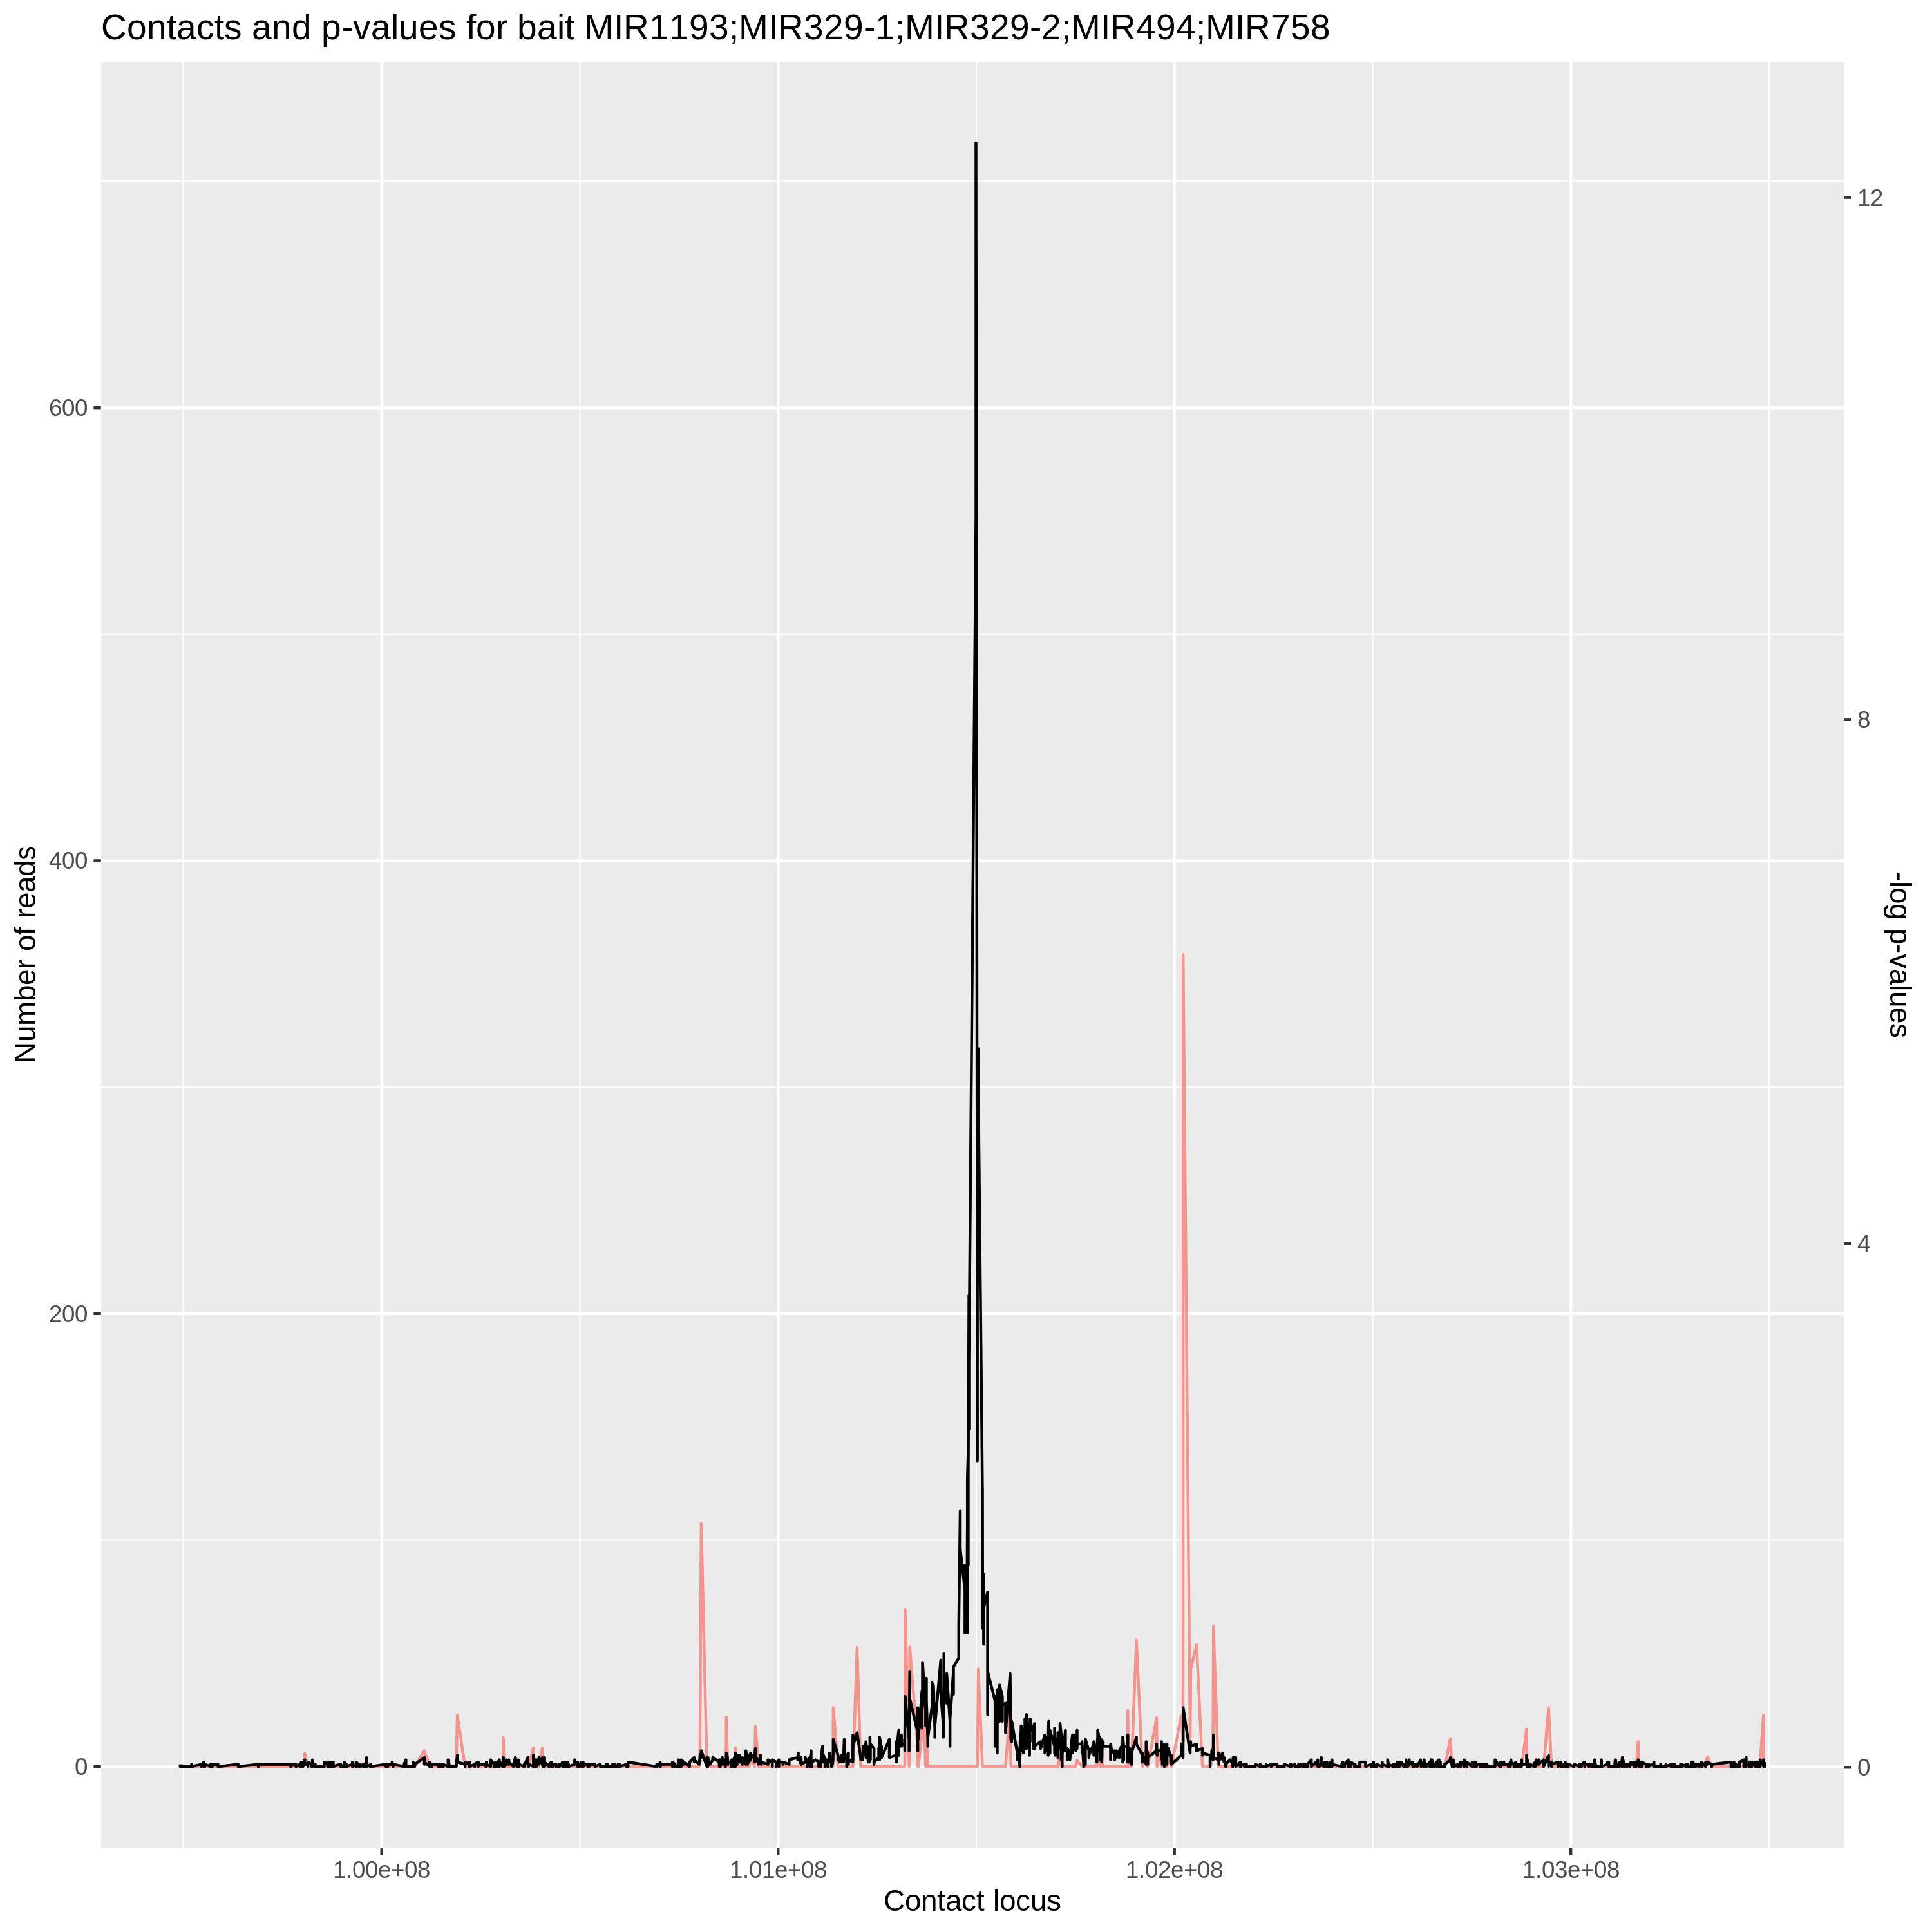 Contacts and p-values for bait MIR1193;MIR329-1;MIR329-2;MIR494;MIR758
12
600
8
400
Number of reads
-log p-values
4
200
0
0
1.00e+08
1.01e+08
1.02e+08
1.03e+08
Contact locus